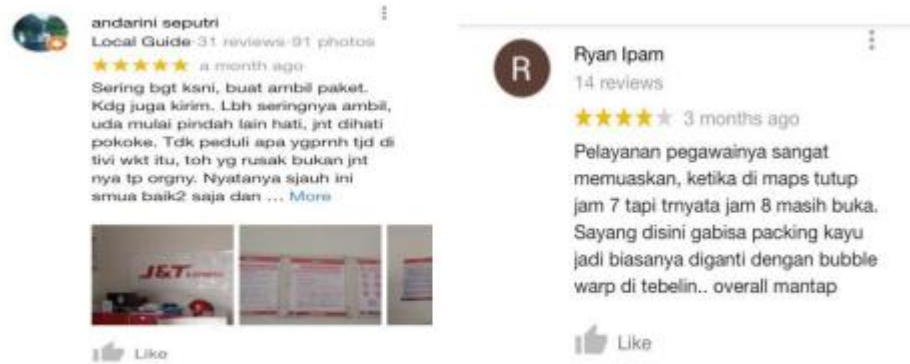 andarini seputri
Local Guide·31 reviews·91 photos
★★★★★ a month ago
Sering bgt ksni, buat ambil paket.
Kdg juga kirim. Lbh seringnya ambil,
uda mulai pindah lain hati, jnt dihati
pokoke. Tdk peduli apa ygprnh tjd di
tivi wkt itu, toh yg rusak bukan jnt
nya tp orgny. Nyatanya sjauh ini
smua baik2 saja dan ... More
J&T EXPRESS
Like
R
Ryan Ipam
14 reviews
★★★★★ 3 months ago
Pelayanan pegawainya sangat
memuaskan, ketika di maps tutup
jam 7 tapi trnyata jam 8 masih buka.
Sayang disini gabisa packing kayu
jadi biasanya diganti dengan bubble
warp di tebelin.. overall mantap
Like